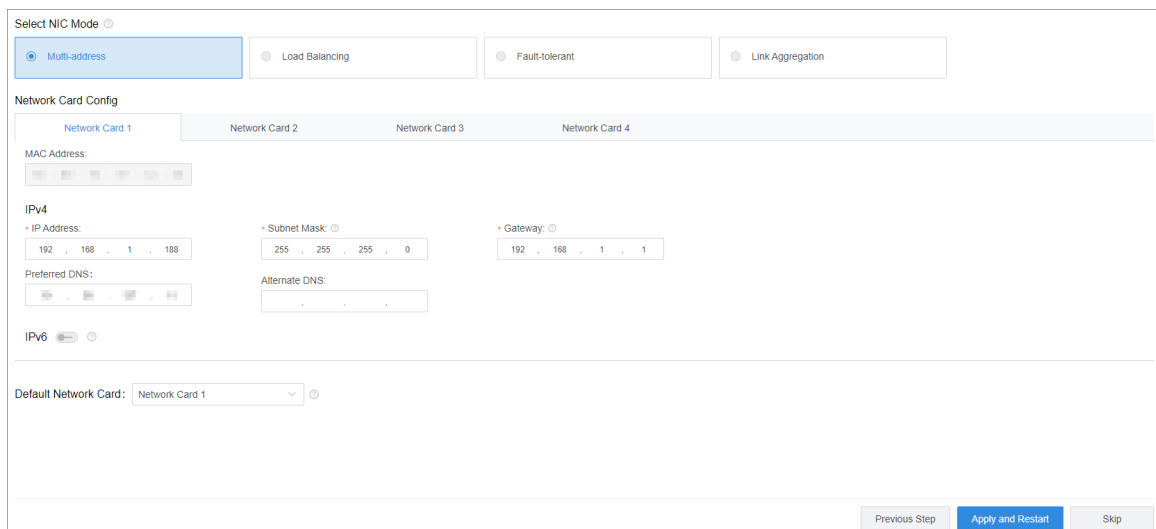 Select NIC Mode
Multi-address Load Balancing Fault-tolerant Link Aggregation
Network Card Config
Network Card 1 Network Card 2 Network Card 3 Network Card 4
MAC Address:
IPv4
* IP Address: * Subnet Mask: * Gateway:
192 . 168 . 1 . 188 255 . 255 . 255 . 0 192 . 168 . 1 . 1
Preferred DNS: Alternate DNS:
IPv6
Default Network Card: Network Card 1
Previous Step Apply and Restart Skip